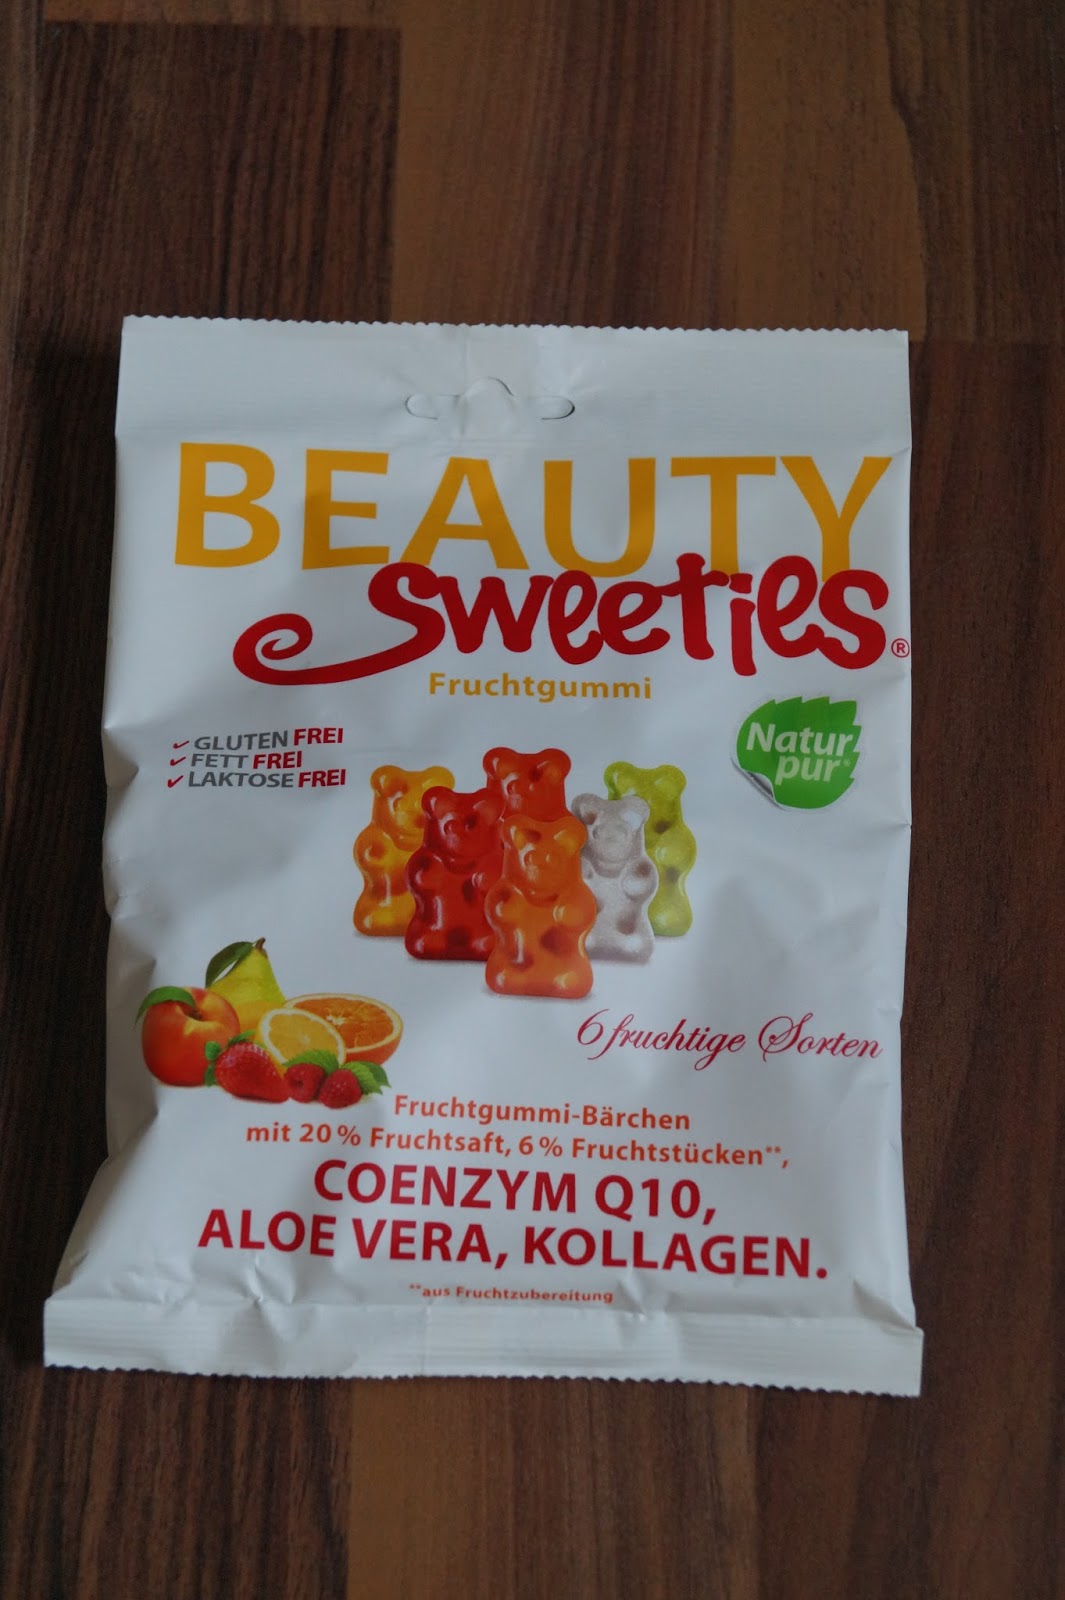 BEAUTY
Sweeties®
Fruchtgummi
GLUTEN FREI
FETT FREI
LAKTOSE FREI
Natur
pur®
6 fruchtige Sorten
Fruchtgummi-Bärchen
mit 20 % Fruchtsaft, 6 % Fruchtstücken**,
COENZYM Q10,
ALOE VERA, KOLLAGEN.
**aus Fruchtzubereitung